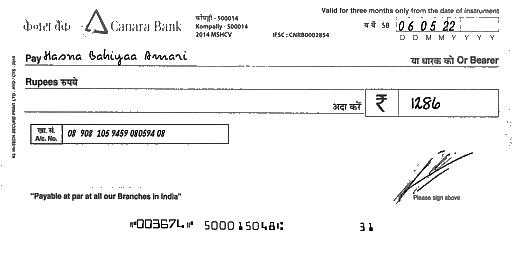 Valid for three months only from the date of instrument
केनरा बैंक Canara Bank
कोंपल्ली - 500014
Kompally - 500014
2014 MSHCV
IFSC : CNRB0002854
SB 06 05 22
D D M M Y Y Y Y
Pay Hasna Bahiyaa Amari या धारक को Or Bearer
Rupees रुपये
अदा करें ₹ 1286
खा. सं.
A/c. No. 08 908 105 9459 080594 08
Please sign above
"Payable at par at all our Branches in India"
⑈003674⑈ 500015048⑆ 31